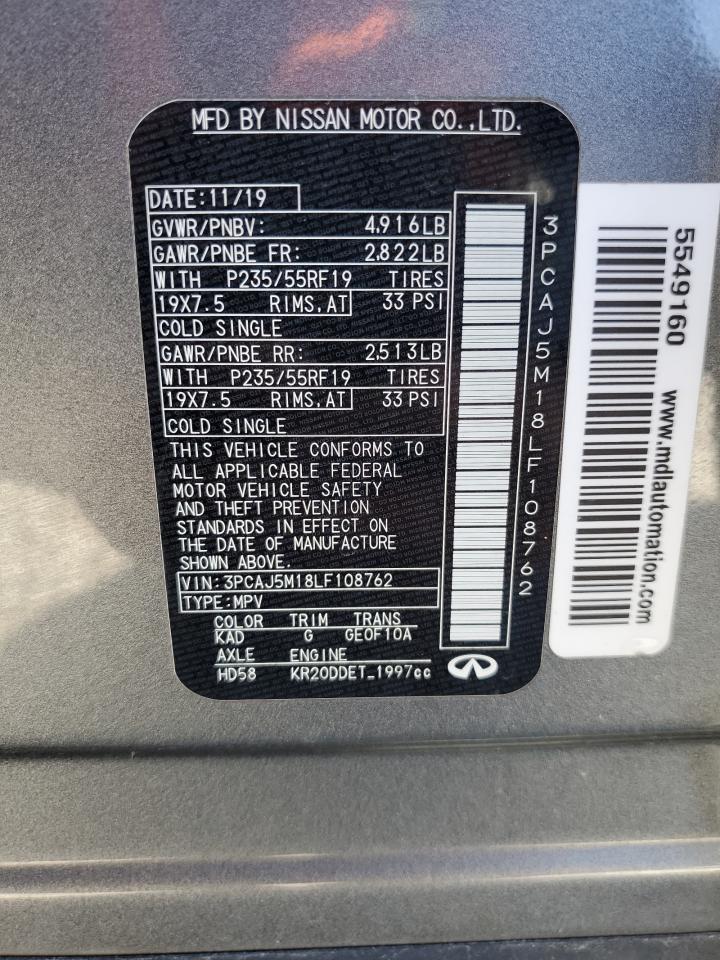 MFD BY NISSAN MOTOR CO.,LTD.
DATE:11/19
GVWR/PNBV: 4,916LB
GAWR/PNBE FR: 2,822LB
WITH P235/55RF19 TIRES
19X7.5 RIMS,AT 33 PSI
COLD SINGLE
GAWR/PNBE RR: 2,513LB
WITH P235/55RF19 TIRES
19X7.5 RIMS,AT 33 PSI
COLD SINGLE
THIS VEHICLE CONFORMS TO
ALL APPLICABLE FEDERAL
MOTOR VEHICLE SAFETY
AND THEFT PREVENTION
STANDARDS IN EFFECT ON
THE DATE OF MANUFACTURE
SHOWN ABOVE.
VIN: 3PCAJ5M18LF108762
TYPE:MPV
COLOR TRIM TRANS
KAD G GE0F10A
AXLE ENGINE
HD58 KR20DDET_1997cc
3PCAJ5M18LF108762
5549160
www.mdlautomation.com